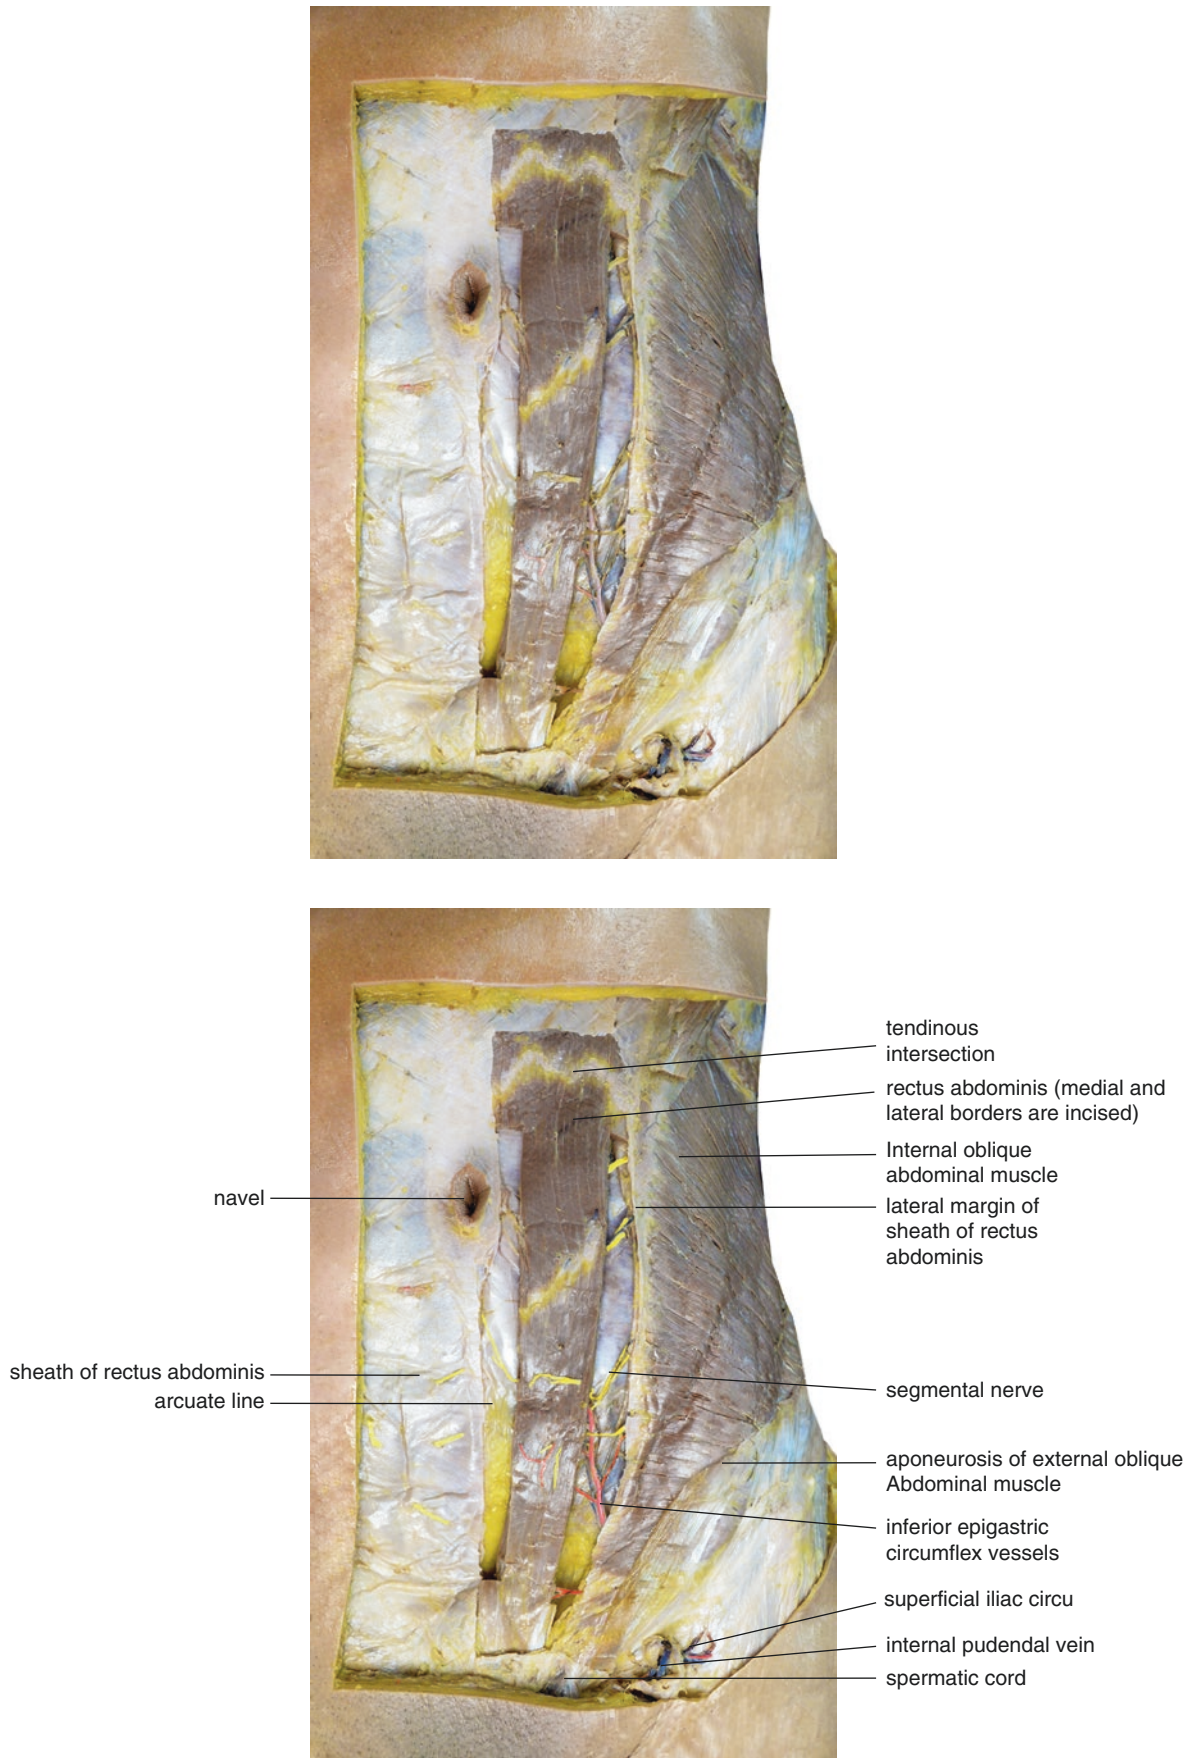 tendinous
intersection
rectus abdominis (medial and
lateral borders are incised)
Internal oblique
abdominal muscle
navel
lateral margin of
sheath of rectus
abdominis
sheath of rectus abdominis
segmental nerve
arcuate line
aponeurosis of external oblique
Abdominal muscle
inferior epigastric
circumflex vessels
superficial iliac circu
internal pudendal vein
spermatic cord